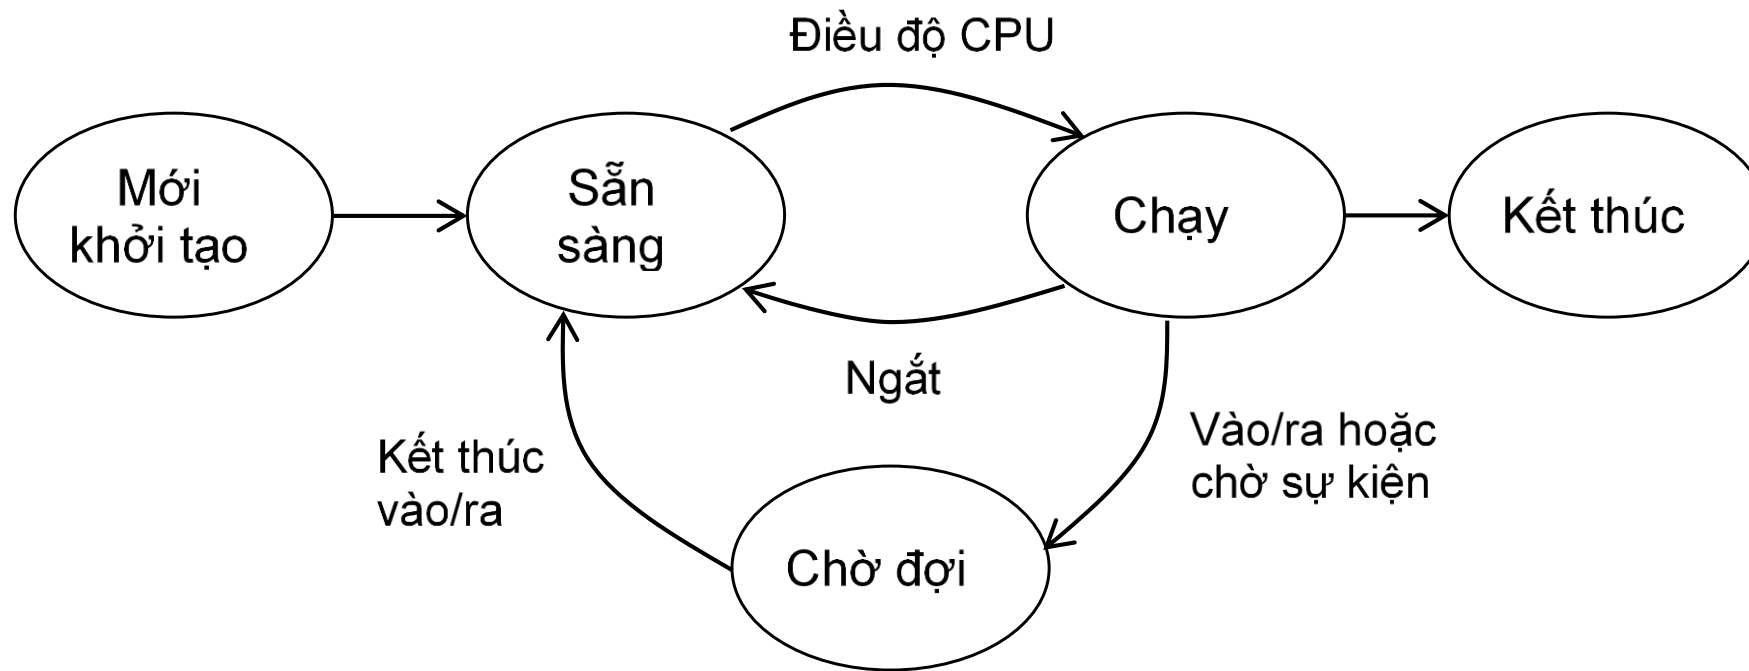 Điều độ CPU
Mới
khởi tạo
Sẵn
sàng
Chạy
Kết thúc
Ngắt
Kết thúc
vào/ra
Vào/ra hoặc
chờ sự kiện
Chờ đợi